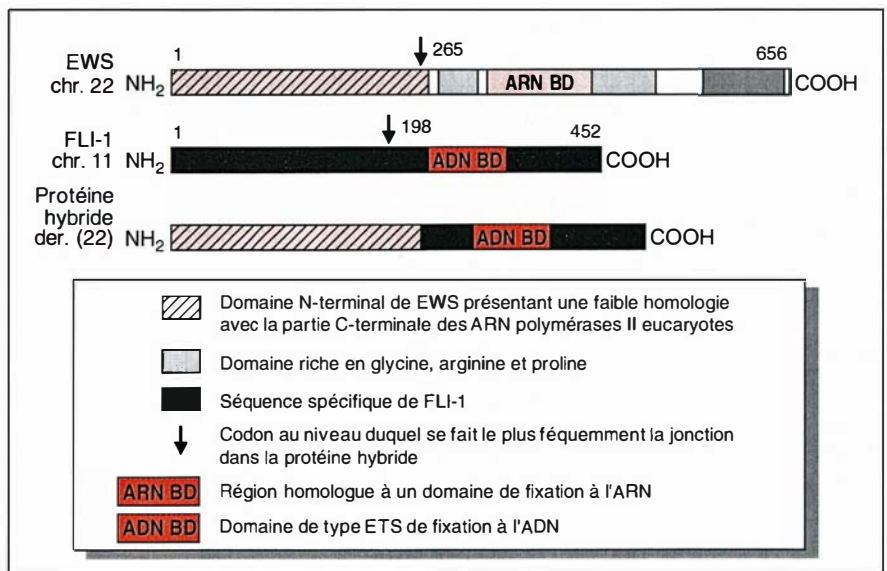 1 265 656
EWS
chr. 22 NH2 ARN BD COOH
1 198 452
FLI-1
chr. 11 NH2 ADN BD COOH
Protéine
hybride
der. (22) NH2 ADN BD COOH
Domaine N-terminal de EWS présentant une faible homologie
avec la partie C-terminale des ARN polymérases II eucaryotes
Domaine riche en glycine, arginine et proline
Séquence spécifique de FLI-1
Codon au niveau duquel se fait le plus féquemment la jonction
dans la protéine hybride
ARN BD Région homologue à un domaine de fixation à l'ARN
ADN BD Domaine de type ETS de fixation à l'ADN